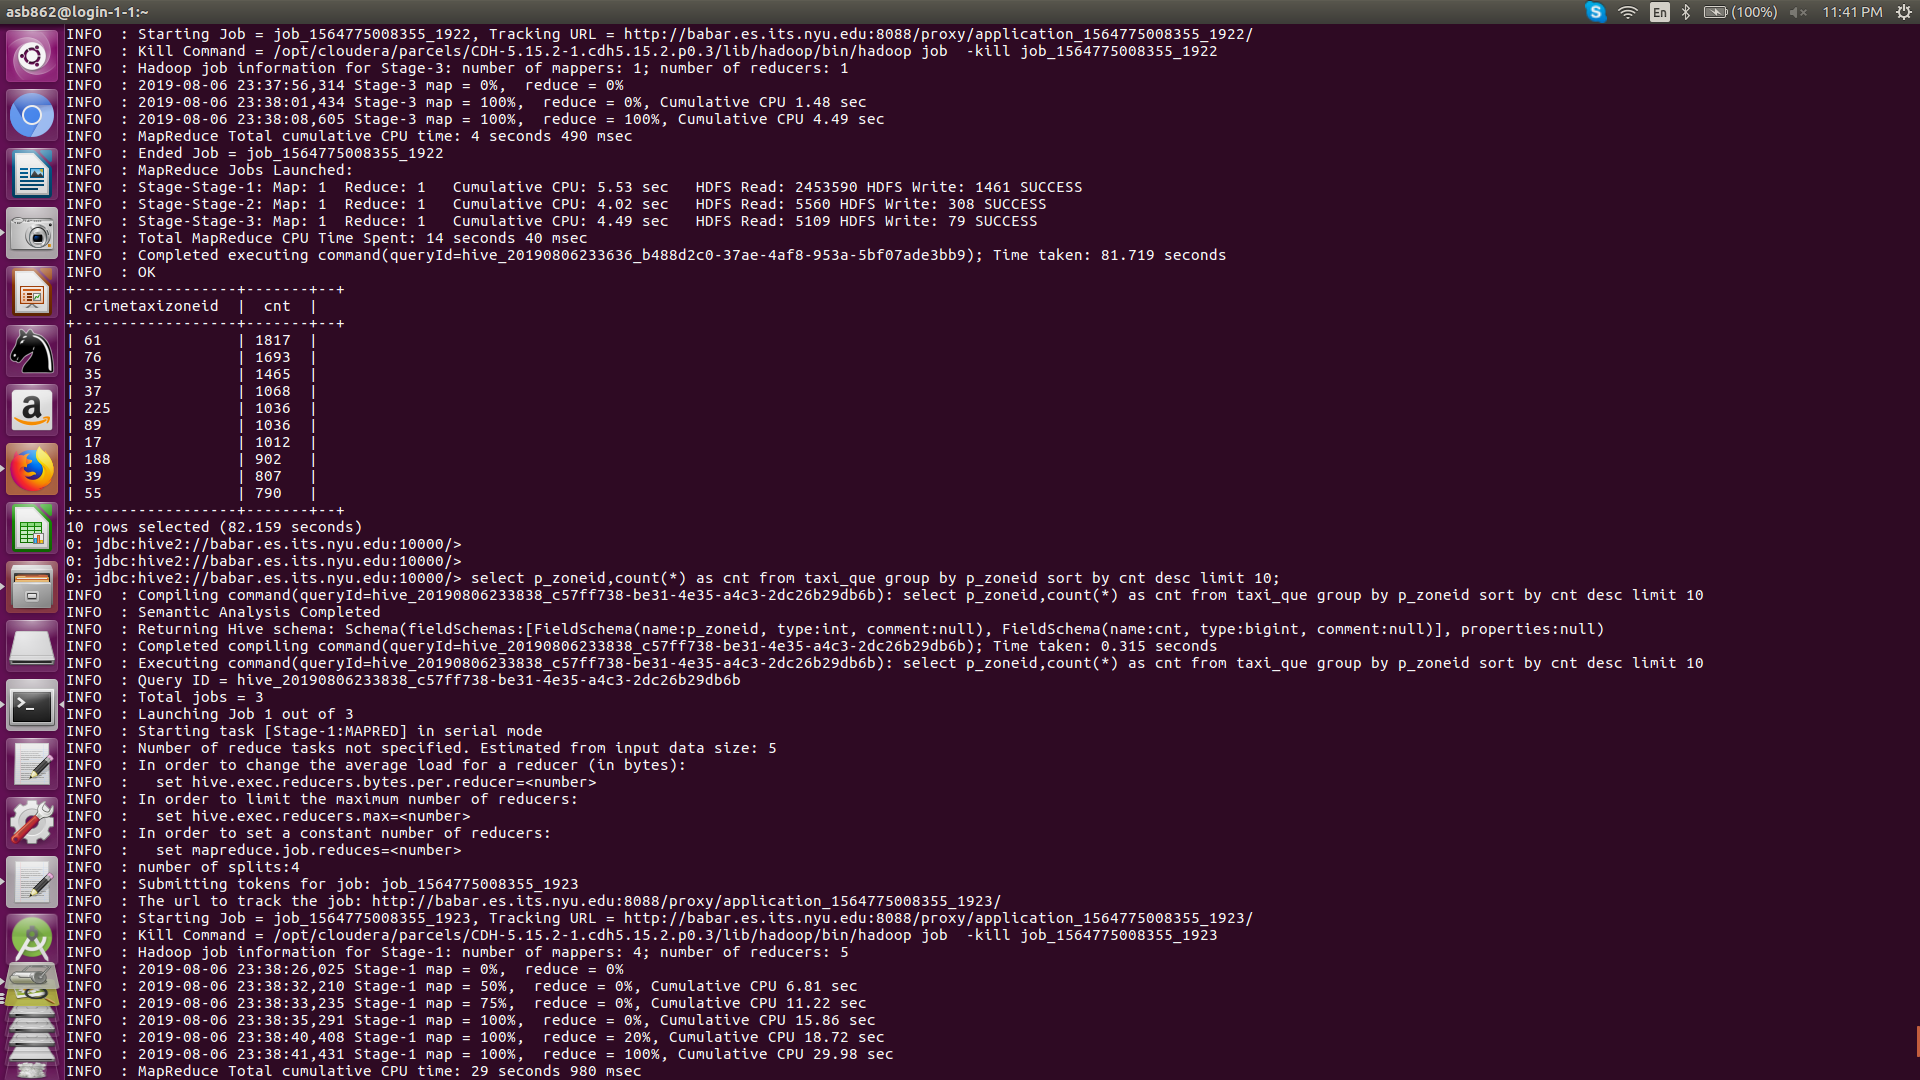 asb862@login-1-1:~
En
(100%)
11:41 PM
INFO  : Starting Job = job_1564775008355_1922, Tracking URL = http://babar.es.its.nyu.edu:8088/proxy/application_1564775008355_1922/
INFO  : Kill Command = /opt/cloudera/parcels/CDH-5.15.2-1.cdh5.15.2.p0.3/lib/hadoop/bin/hadoop job  -kill job_1564775008355_1922
INFO  : Hadoop job information for Stage-3: number of mappers: 1; number of reducers: 1
INFO  : 2019-08-06 23:37:56,314 Stage-3 map = 0%,  reduce = 0%
INFO  : 2019-08-06 23:38:01,434 Stage-3 map = 100%,  reduce = 0%, Cumulative CPU 1.48 sec
INFO  : 2019-08-06 23:38:08,605 Stage-3 map = 100%,  reduce = 100%, Cumulative CPU 4.49 sec
INFO  : MapReduce Total cumulative CPU time: 4 seconds 490 msec
INFO  : Ended Job = job_1564775008355_1922
INFO  : MapReduce Jobs Launched:
INFO  : Stage-Stage-1: Map: 1  Reduce: 1   Cumulative CPU: 5.53 sec   HDFS Read: 2453590 HDFS Write: 1461 SUCCESS
INFO  : Stage-Stage-2: Map: 1  Reduce: 1   Cumulative CPU: 4.02 sec   HDFS Read: 5560 HDFS Write: 308 SUCCESS
INFO  : Stage-Stage-3: Map: 1  Reduce: 1   Cumulative CPU: 4.49 sec   HDFS Read: 5109 HDFS Write: 79 SUCCESS
INFO  : Total MapReduce CPU Time Spent: 14 seconds 40 msec
INFO  : Completed executing command(queryId=hive_20190806233636_b488d2c0-37ae-4af8-953a-5bf07ade3bb9); Time taken: 81.719 seconds
INFO  : OK
+------------------+-------+--+
| crimetaxizoneid  |  cnt  |
+------------------+-------+--+
| 61               | 1817  |
| 76               | 1693  |
| 35               | 1465  |
| 37               | 1068  |
| 225              | 1036  |
| 89               | 1036  |
| 17               | 1012  |
| 188              | 902   |
| 39               | 807   |
| 55               | 790   |
+------------------+-------+--+
10 rows selected (82.159 seconds)
0: jdbc:hive2://babar.es.its.nyu.edu:10000/>
0: jdbc:hive2://babar.es.its.nyu.edu:10000/>
0: jdbc:hive2://babar.es.its.nyu.edu:10000/> select p_zoneid,count(*) as cnt from taxi_que group by p_zoneid sort by cnt desc limit 10;
INFO  : Compiling command(queryId=hive_20190806233838_c57ff738-be31-4e35-a4c3-2dc26b29db6b): select p_zoneid,count(*) as cnt from taxi_que group by p_zoneid sort by cnt desc limit 10
INFO  : Semantic Analysis Completed
INFO  : Returning Hive schema: Schema(fieldSchemas:[FieldSchema(name:p_zoneid, type:int, comment:null), FieldSchema(name:cnt, type:bigint, comment:null)], properties:null)
INFO  : Completed compiling command(queryId=hive_20190806233838_c57ff738-be31-4e35-a4c3-2dc26b29db6b); Time taken: 0.315 seconds
INFO  : Executing command(queryId=hive_20190806233838_c57ff738-be31-4e35-a4c3-2dc26b29db6b): select p_zoneid,count(*) as cnt from taxi_que group by p_zoneid sort by cnt desc limit 10
INFO  : Query ID = hive_20190806233838_c57ff738-be31-4e35-a4c3-2dc26b29db6b
INFO  : Total jobs = 3
INFO  : Launching Job 1 out of 3
INFO  : Starting task [Stage-1:MAPRED] in serial mode
INFO  : Number of reduce tasks not specified. Estimated from input data size: 5
INFO  : In order to change the average load for a reducer (in bytes):
INFO  :   set hive.exec.reducers.bytes.per.reducer=<number>
INFO  : In order to limit the maximum number of reducers:
INFO  :   set hive.exec.reducers.max=<number>
INFO  : In order to set a constant number of reducers:
INFO  :   set mapreduce.job.reduces=<number>
INFO  : number of splits:4
INFO  : Submitting tokens for job: job_1564775008355_1923
INFO  : The url to track the job: http://babar.es.its.nyu.edu:8088/proxy/application_1564775008355_1923/
INFO  : Starting Job = job_1564775008355_1923, Tracking URL = http://babar.es.its.nyu.edu:8088/proxy/application_1564775008355_1923/
INFO  : Kill Command = /opt/cloudera/parcels/CDH-5.15.2-1.cdh5.15.2.p0.3/lib/hadoop/bin/hadoop job  -kill job_1564775008355_1923
INFO  : Hadoop job information for Stage-1: number of mappers: 4; number of reducers: 5
INFO  : 2019-08-06 23:38:26,025 Stage-1 map = 0%,  reduce = 0%
INFO  : 2019-08-06 23:38:32,210 Stage-1 map = 50%,  reduce = 0%, Cumulative CPU 6.81 sec
INFO  : 2019-08-06 23:38:33,235 Stage-1 map = 75%,  reduce = 0%, Cumulative CPU 11.22 sec
INFO  : 2019-08-06 23:38:35,291 Stage-1 map = 100%,  reduce = 0%, Cumulative CPU 15.86 sec
INFO  : 2019-08-06 23:38:40,408 Stage-1 map = 100%,  reduce = 20%, Cumulative CPU 18.72 sec
INFO  : 2019-08-06 23:38:41,431 Stage-1 map = 100%,  reduce = 100%, Cumulative CPU 29.98 sec
INFO  : MapReduce Total cumulative CPU time: 29 seconds 980 msec